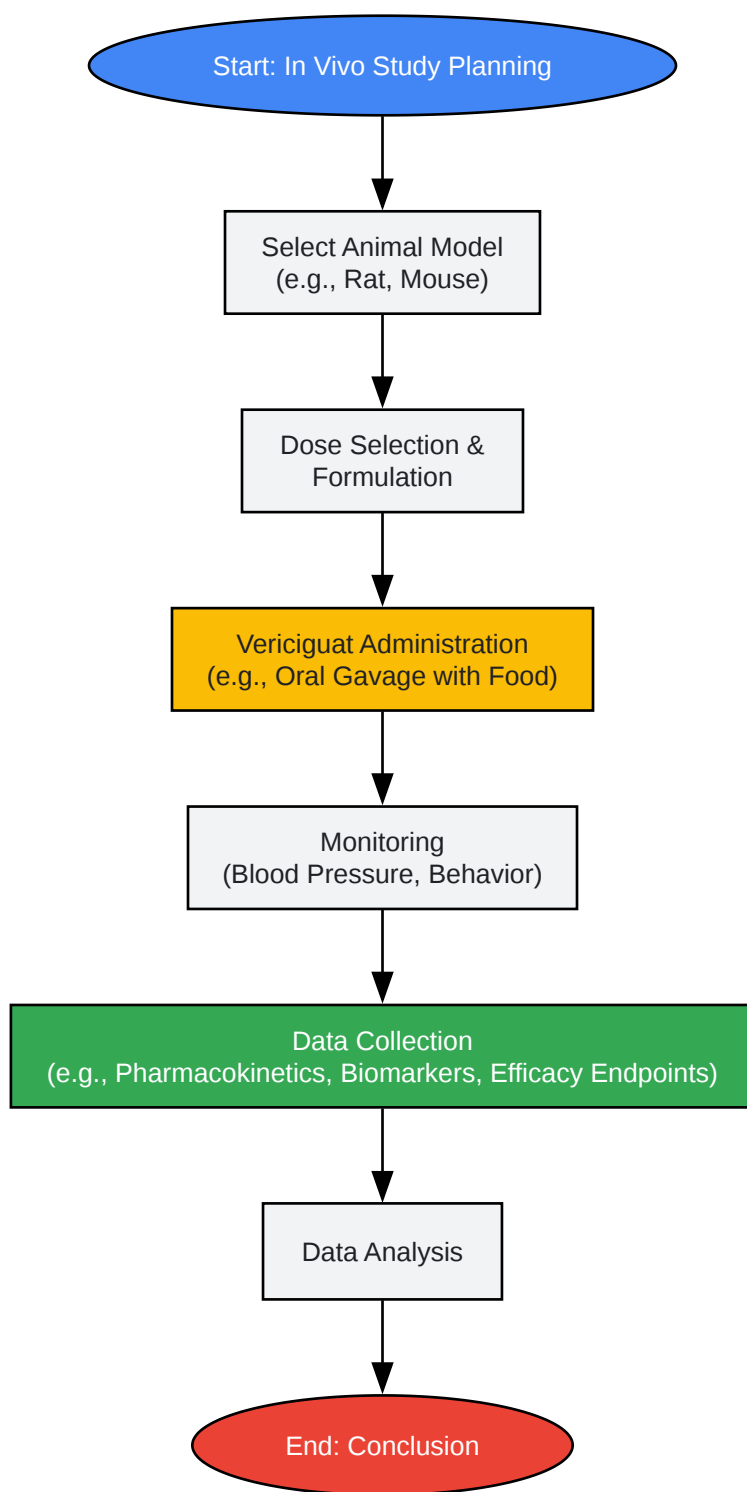 Start: In Vivo Study Planning
Select Animal Model
(e.g., Rat, Mouse)
Dose Selection &
Formulation
Vericiguat Administration
(e.g., Oral Gavage with Food)
Monitoring
(Blood Pressure, Behavior)
Data Collection
(e.g., Pharmacokinetics, Biomarkers, Efficacy Endpoints)
Data Analysis
End: Conclusion